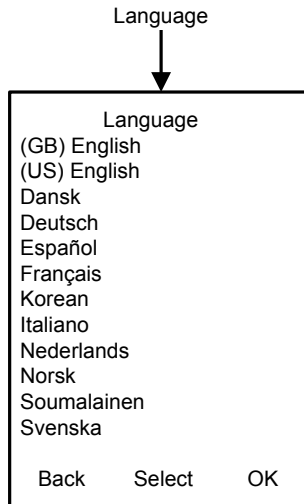 Language
Language
(GB) English
(US) English
Dansk
Deutsch
Español
Français
Korean
Italiano
Nederlands
Norsk
Soumalainen
Svenska
Back Select OK